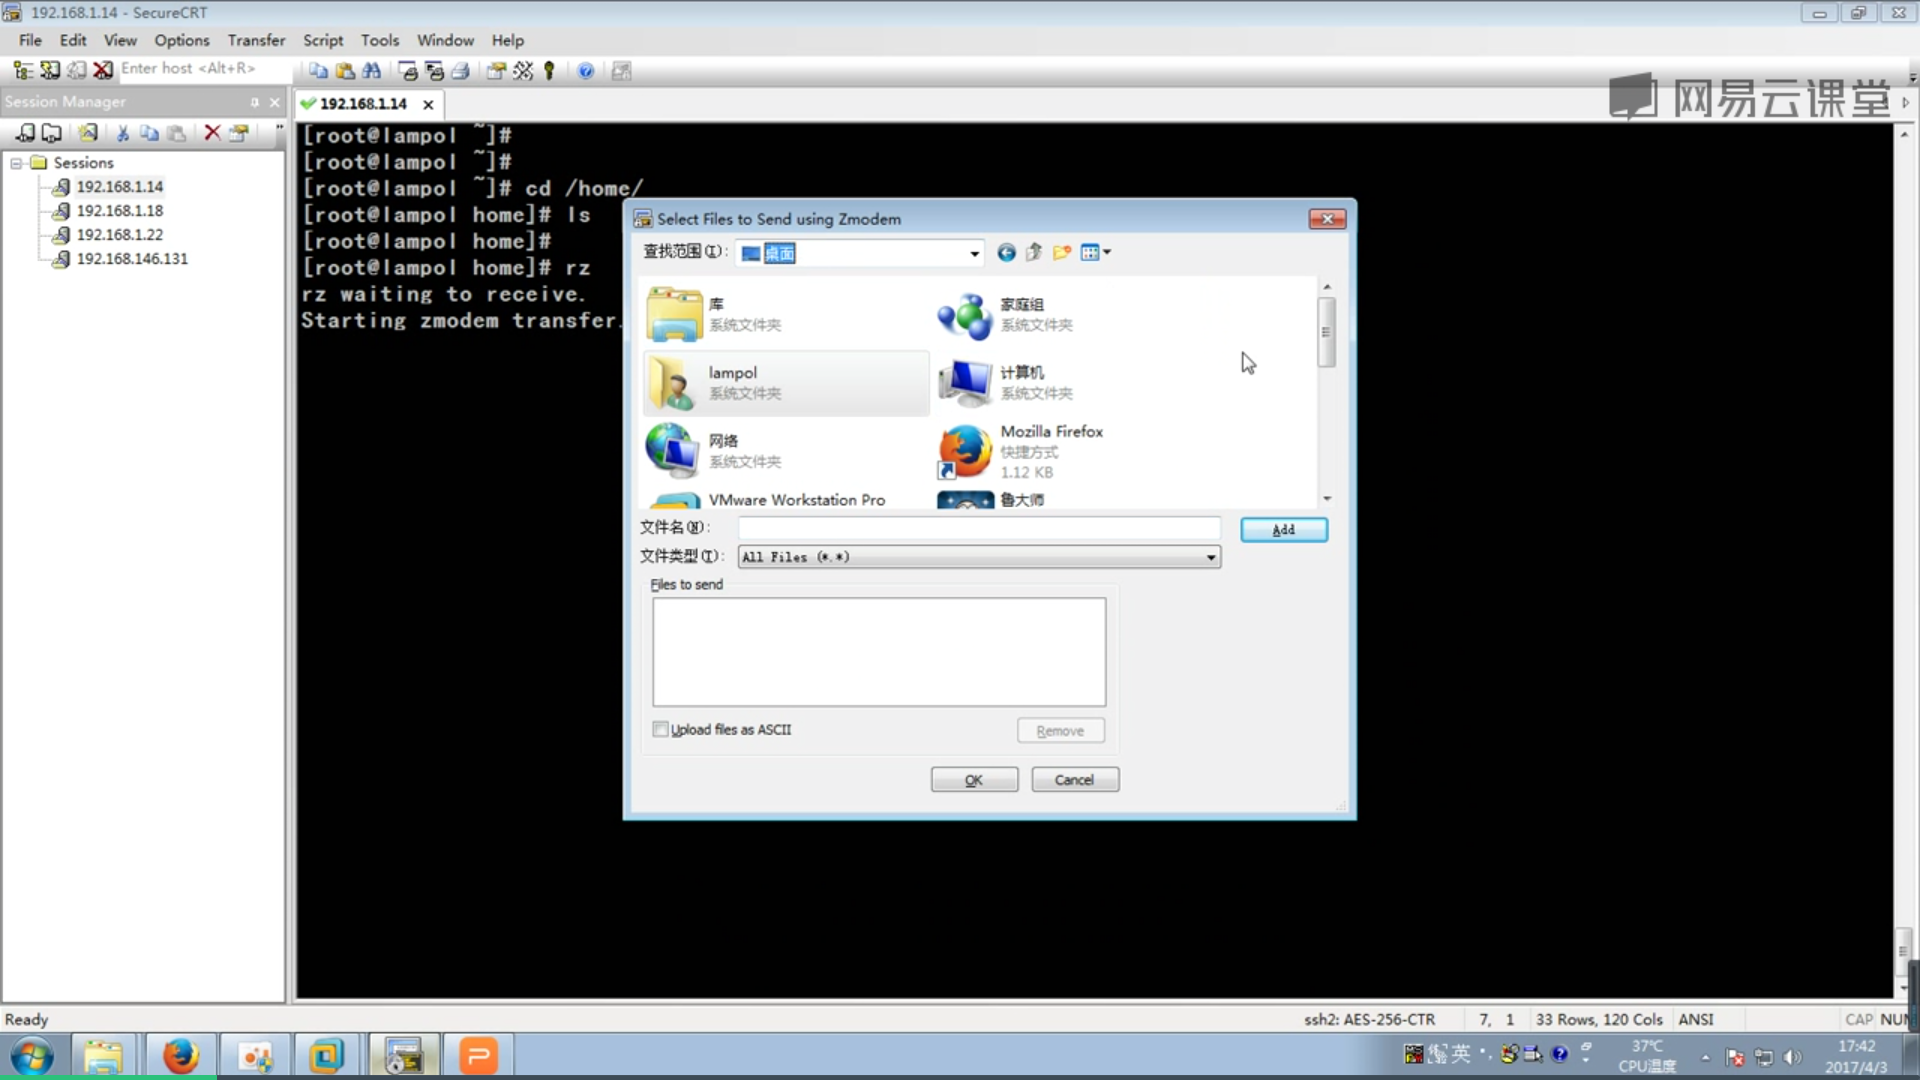 192.168.1.14 - SecureCRT
File Edit View Options Transfer Script Tools Window Help
Enter host <Alt+R>
网易云课堂
Session Manager
192.168.1.14
Sessions
192.168.1.14
192.168.1.18
192.168.1.22
192.168.146.131
[root@lampol ~]#
[root@lampol ~]#
[root@lampol ~]# cd /home/
[root@lampol home]# ls
[root@lampol home]#
[root@lampol home]# rz
rz waiting to receive.
Starting zmodem transfer.
Select Files to Send using Zmodem
查找范围(I): 桌面
库
系统文件夹
家庭组
系统文件夹
lampol
系统文件夹
计算机
系统文件夹
网络
系统文件夹
Mozilla Firefox
快捷方式
1.12 KB
VMware Workstation Pro
鲁大师
文件名(N):
Add
文件类型(T): All Files (*.*)
Files to send
Upload files as ASCII
Remove
OK
Cancel
Ready
ssh2: AES-256-CTR 7, 1 33 Rows, 120 Cols ANSI CAP NUM
英
37℃
CPU温度
17:42
2017/4/3